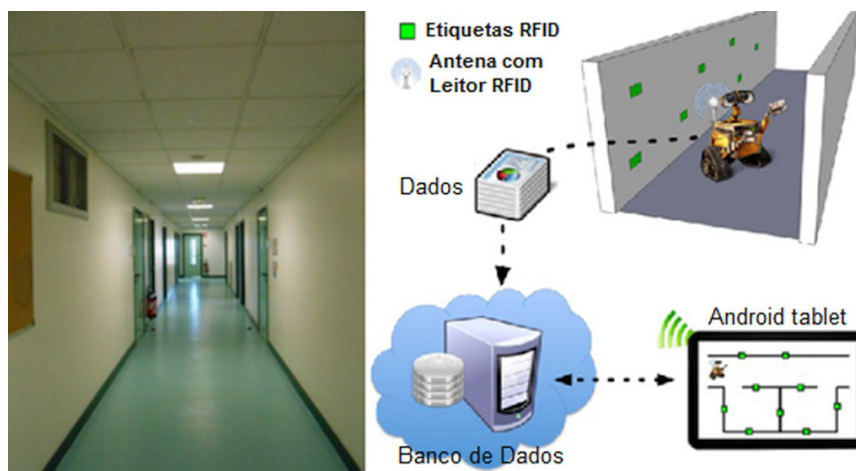 Etiquetas RFID
Antena com
Leitor RFID
Dados
Android tablet
Banco de Dados